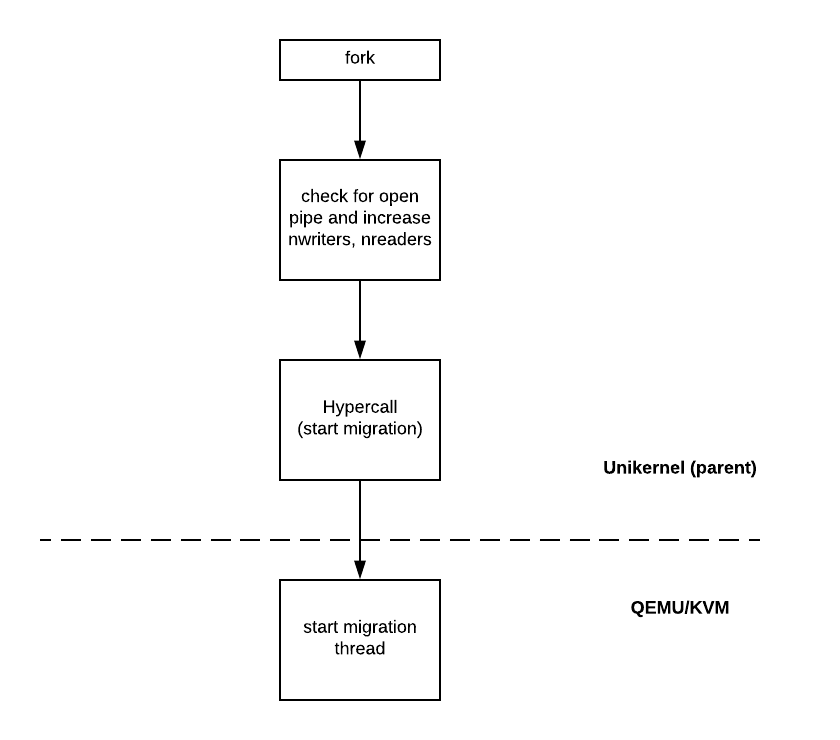 fork
check for open
pipe and increase
nwriters, nreaders
Hypercall
(start migration)
Unikernel (parent)
QEMU/KVM
start migration
thread